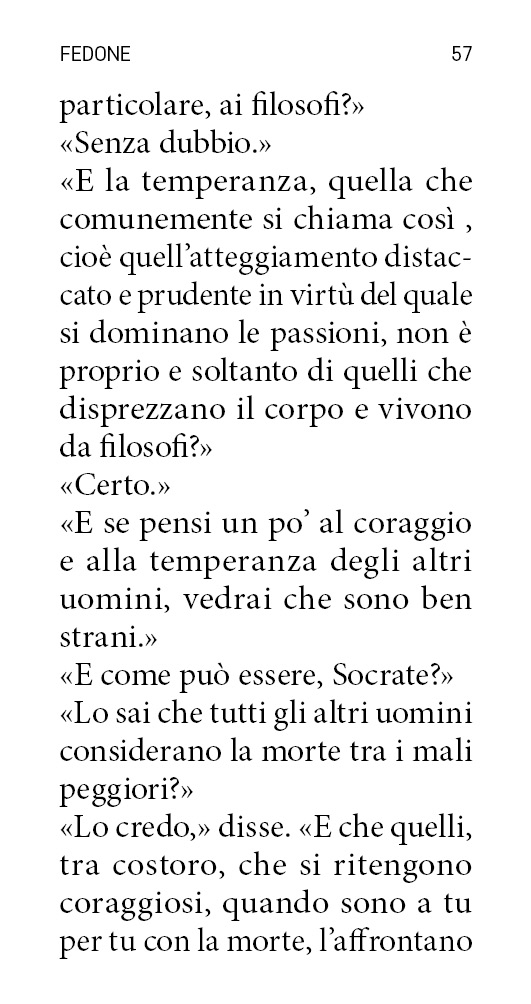 FEDONE 57
particolare, ai filosofi?»
«Senza dubbio.»
«E la temperanza, quella che
comunemente si chiama così ,
cioè quell’atteggiamento distac-
cato e prudente in virtù del quale
si dominano le passioni, non è
proprio e soltanto di quelli che
disprezzano il corpo e vivono
da filosofi?»
«Certo.»
«E se pensi un po’ al coraggio
e alla temperanza degli altri
uomini, vedrai che sono ben
strani.»
«E come può essere, Socrate?»
«Lo sai che tutti gli altri uomini
considerano la morte tra i mali
peggiori?»
«Lo credo,» disse. «E che quelli,
tra costoro, che si ritengono
coraggiosi, quando sono a tu
per tu con la morte, l’affrontano